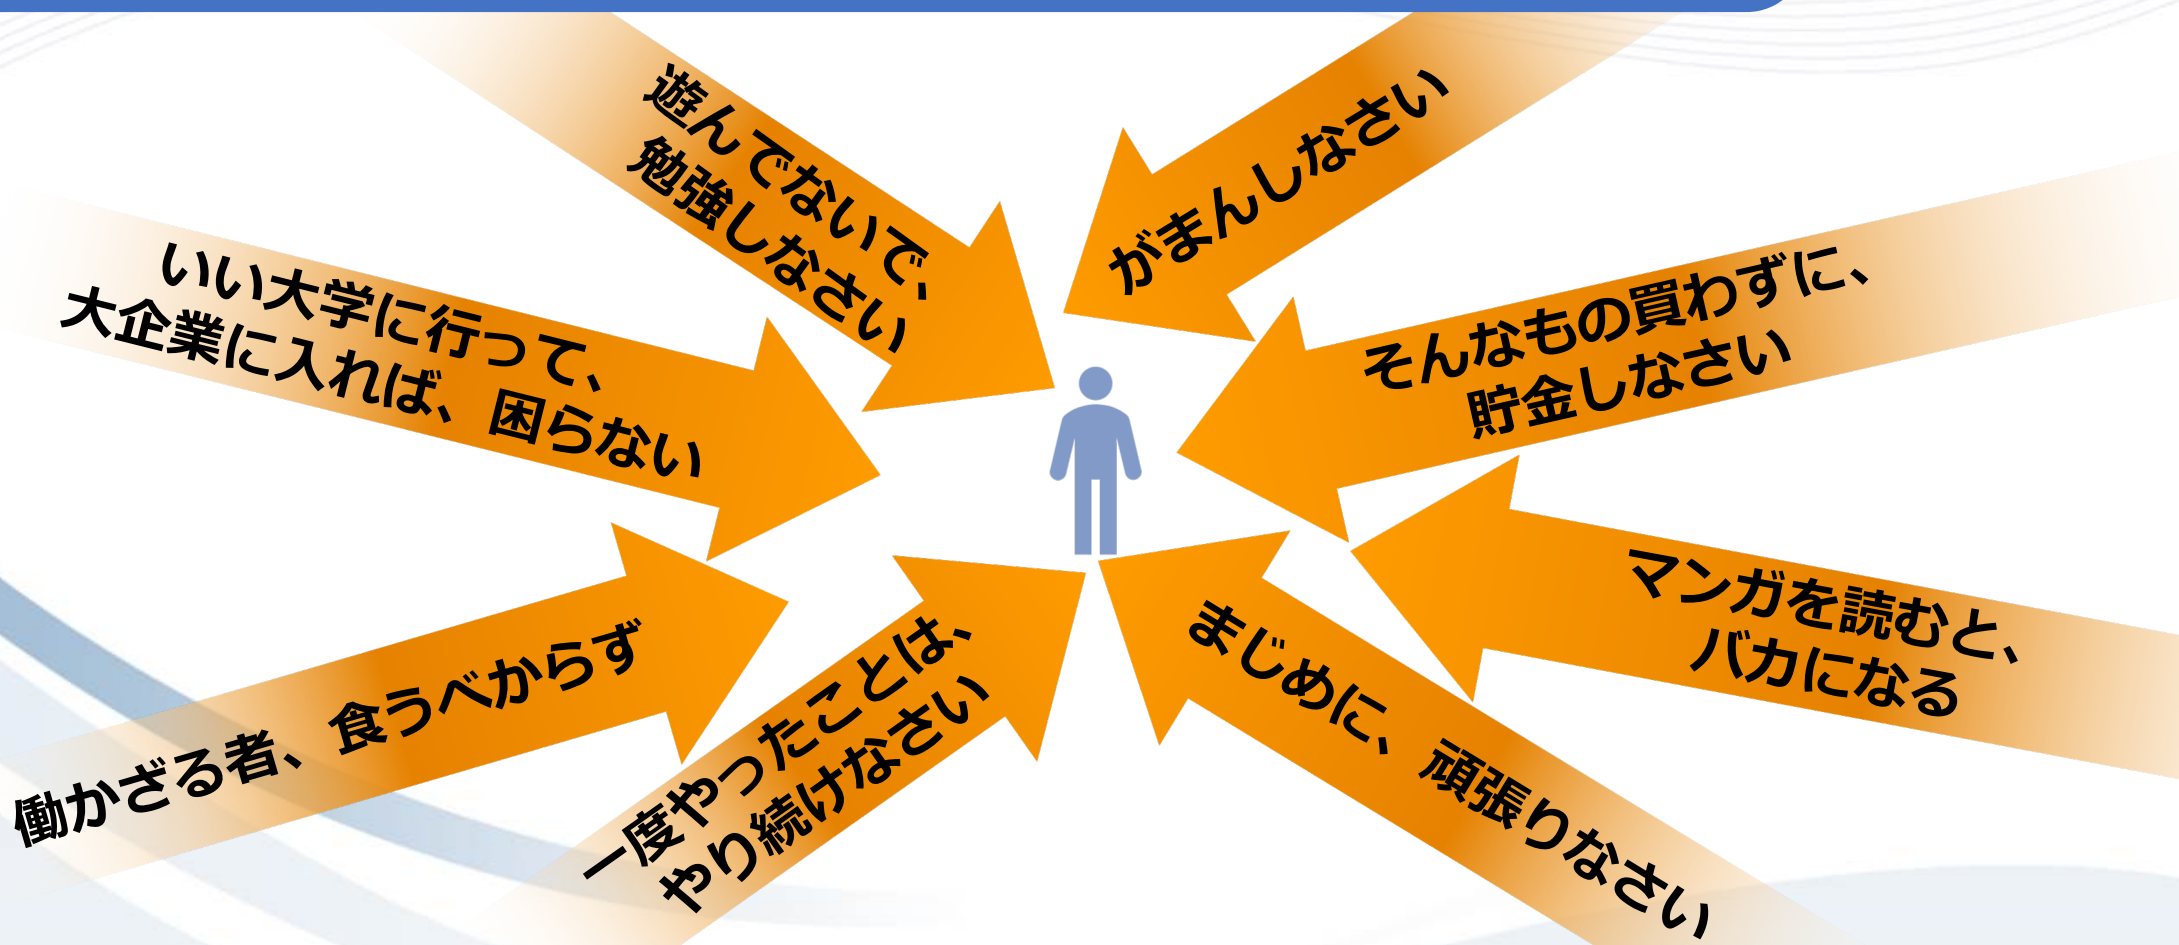 遊んでないで、
勉強しなさい
がまんしなさい
いい大学に行って、
大企業に入れば、困らない
そんなもの買わずに、
貯金しなさい
働かざる者、食うべからず
一度やったことは、
やり続けなさい
まじめに、頑張りなさい
マンガを読むと、
バカになる